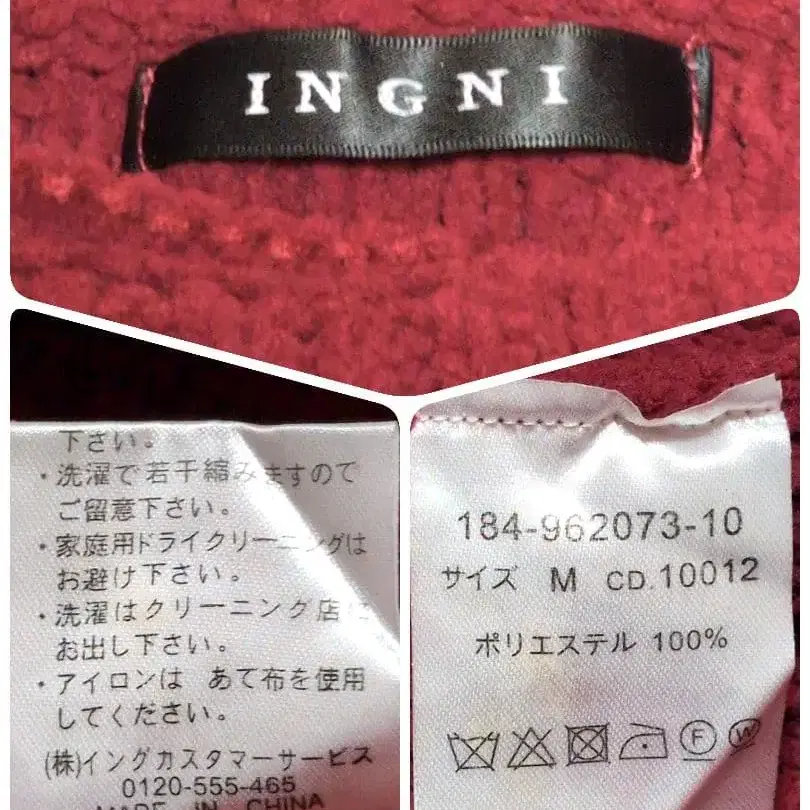 INGNI
下さい。
・洗濯で若干縮みますので
ご留意下さい。
・家庭用ドライクリーニングは
お避け下さい。
・洗濯はクリーニング店に
お出し下さい。
・アイロンは あて布を使用
してください。
(株)イングカスタマーサービス
0120-555-465
MADE IN CHINA
184-962073-10
サイズ M CD.10012
ポリエステル 100%
F W